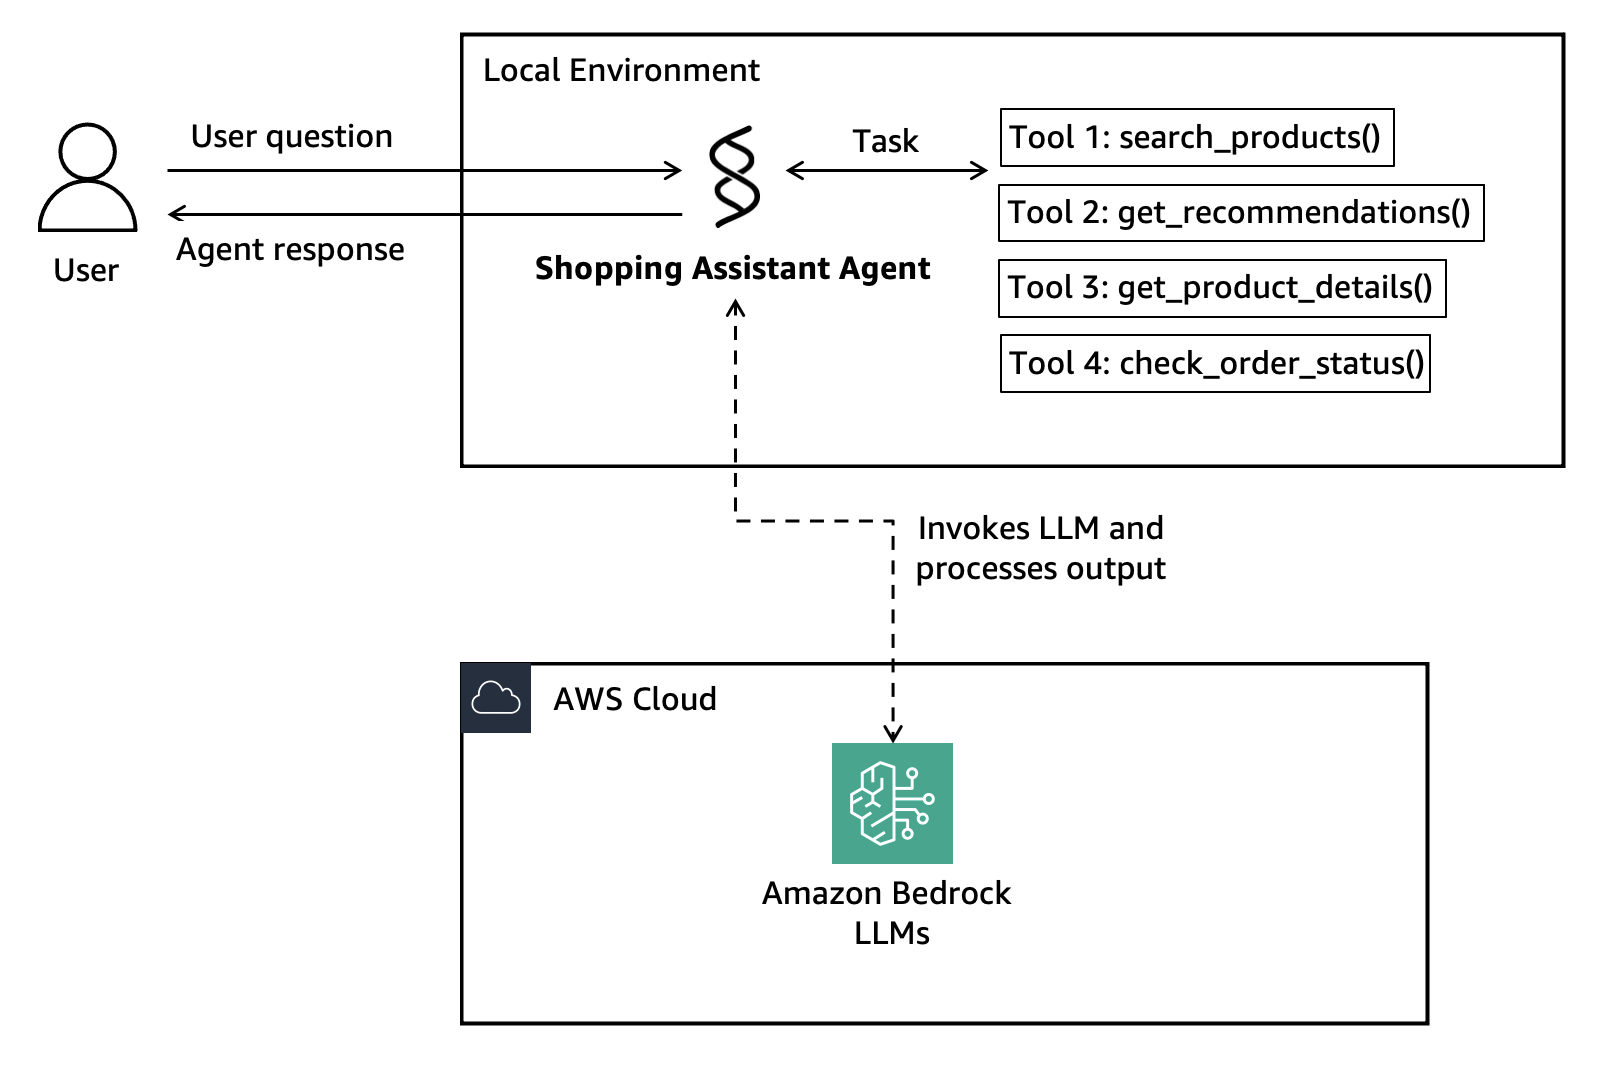 Local Environment
User question
Agent response
User
Shopping Assistant Agent
Task
Tool 1: search_products()
Tool 2: get_recommendations()
Tool 3: get_product_details()
Tool 4: check_order_status()
Invokes LLM and
processes output
AWS Cloud
Amazon Bedrock
LLMs